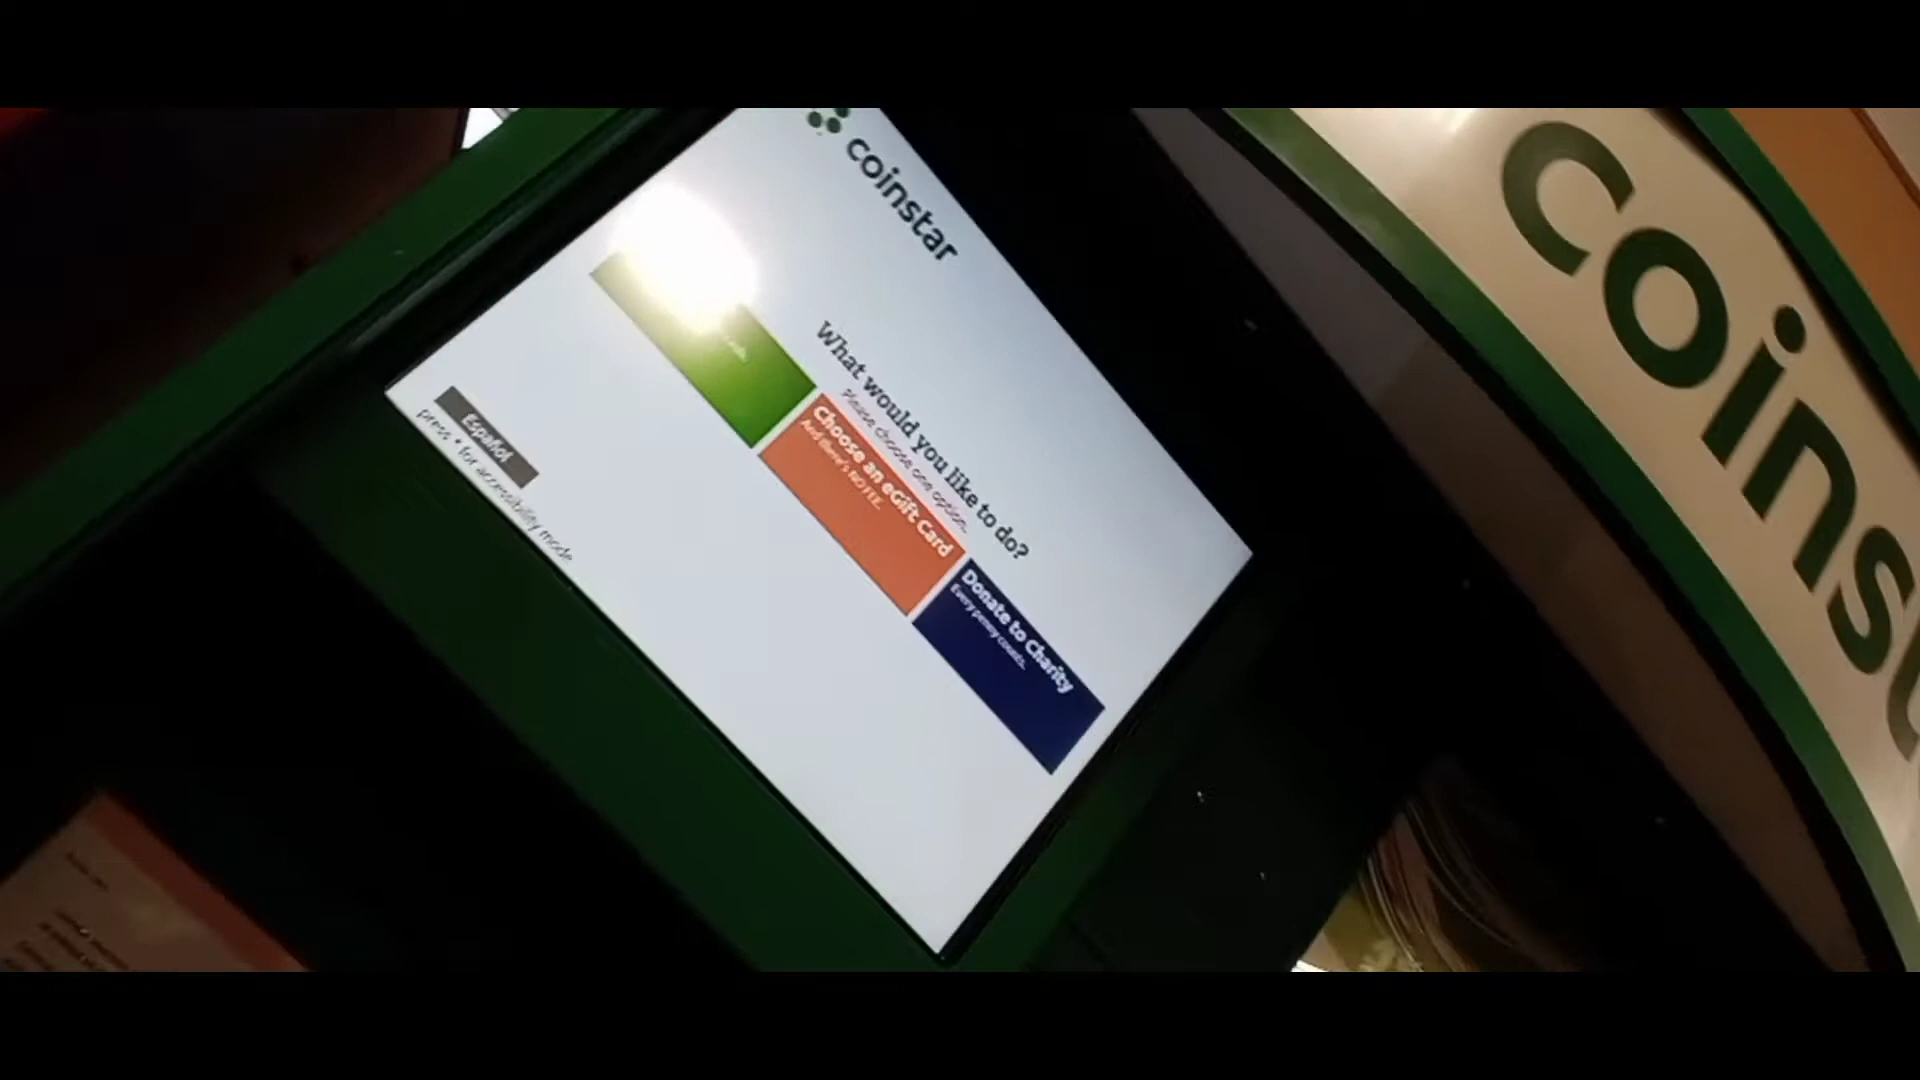 coinstar
What would you like to do?
Please choose one option.
Choose an eGift Card
And there's NO FEE.
Donate to Charity
Every penny counts.
Español
press * for accessibility mode
coins